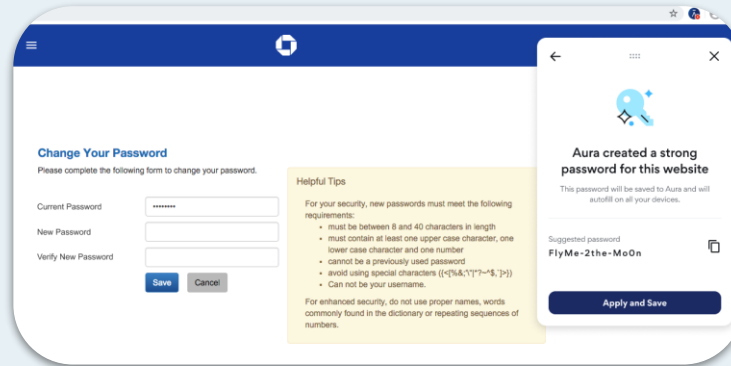 Change Your Password
Please complete the following form to change your password.
Current Password
New Password
Verify New Password
Save
Cancel
Helpful Tips
For your security, new passwords must meet the following
requirements:
• must be between 8 and 40 characters in length
• must contain at least one upper case character, one
lower case character and one number
• cannot be a previously used password
• avoid using special characters
• Can not be your username.
For enhanced security, do not use proper names, words
commonly found in the dictionary or repeating sequences of
numbers.
Aura created a strong
password for this website
This password will be saved to Aura and will
autofill on all your devices.
Suggested password
FlyMe-2the-Mo0n
Apply and Save